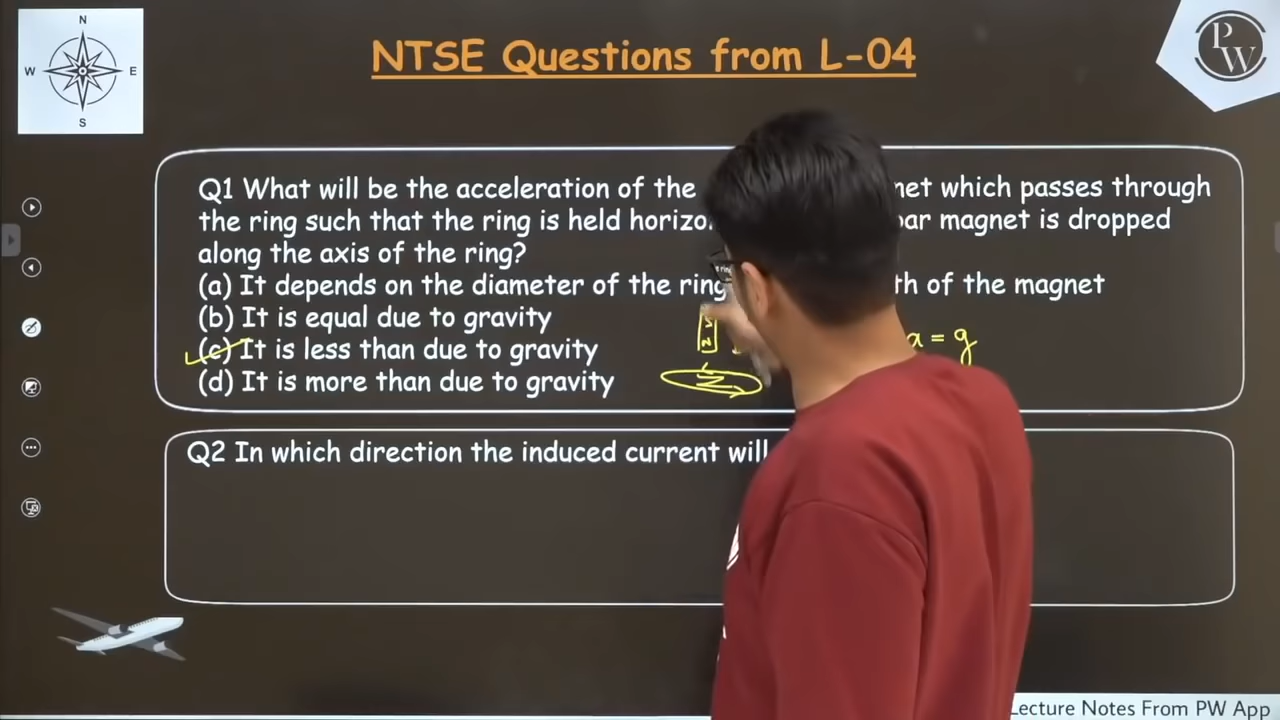 N
W E
S
NTSE Questions from L-04
PW
Q1 What will be the acceleration of the net which passes through
the ring such that the ring is held bar magnet is dropped
along the axis of the ring?
(a) It depends on the diameter of the ring of the magnet
(b) It is equal due to gravity
(c) It is less than due to gravity
(d) It is more than due to gravity
N
a = g
N
Q2 In which direction the induced current will
Lecture Notes From PW App